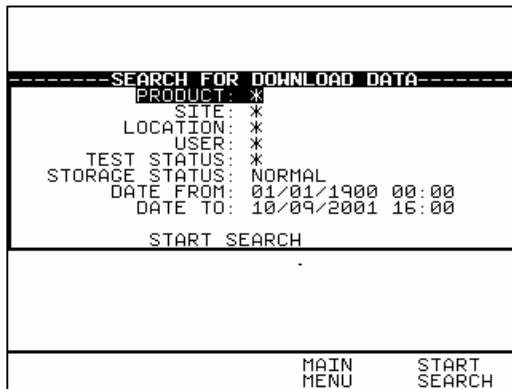 --------SEARCH FOR DOWNLOAD DATA--------
PRODUCT: *
SITE: *
LOCATION: *
USER: *
TEST STATUS: *
STORAGE STATUS: NORMAL
DATE FROM: 01/01/1900 00:00
DATE TO: 10/09/2001 16:00
START SEARCH
MAIN MENU
START SEARCH